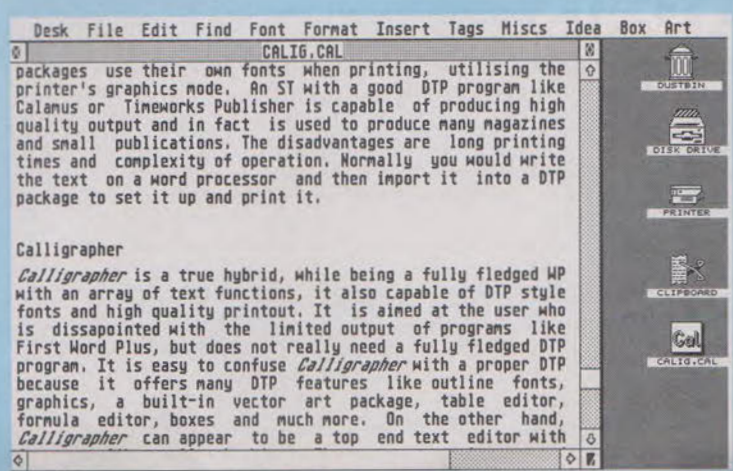 Desk File Edit Find Font Format Insert Tags Miscs Idea Box Art
CALIG.CAL
packages use their own fonts when printing, utilising the
printer's graphics mode. An ST with a good DTP program like
Calamus or Timeworks Publisher is capable of producing high
quality output and in fact is used to produce many magazines
and small publications. The disadvantages are long printing
times and complexity of operation. Normally you would write
the text on a word processor and then import it into a DTP
package to set it up and print it.
Calligrapher
Calligrapher is a true hybrid, while being a fully fledged WP
with an array of text functions, it also capable of DTP style
fonts and high quality printout. It is aimed at the user who
is dissapointed with the limited output of programs like
First Word Plus, but does not really need a fully fledged DTP
program. It is easy to confuse Calligrapher with a proper DTP
because it offers many DTP features like outline fonts,
graphics, a built-in vector art package, table editor,
formula editor, boxes and much more. On the other hand,
Calligrapher can appear to be a top end text editor with
DUSTBIN
DISK DRIVE
PRINTER
CLIPBOARD
Cal
CALIG.CAL